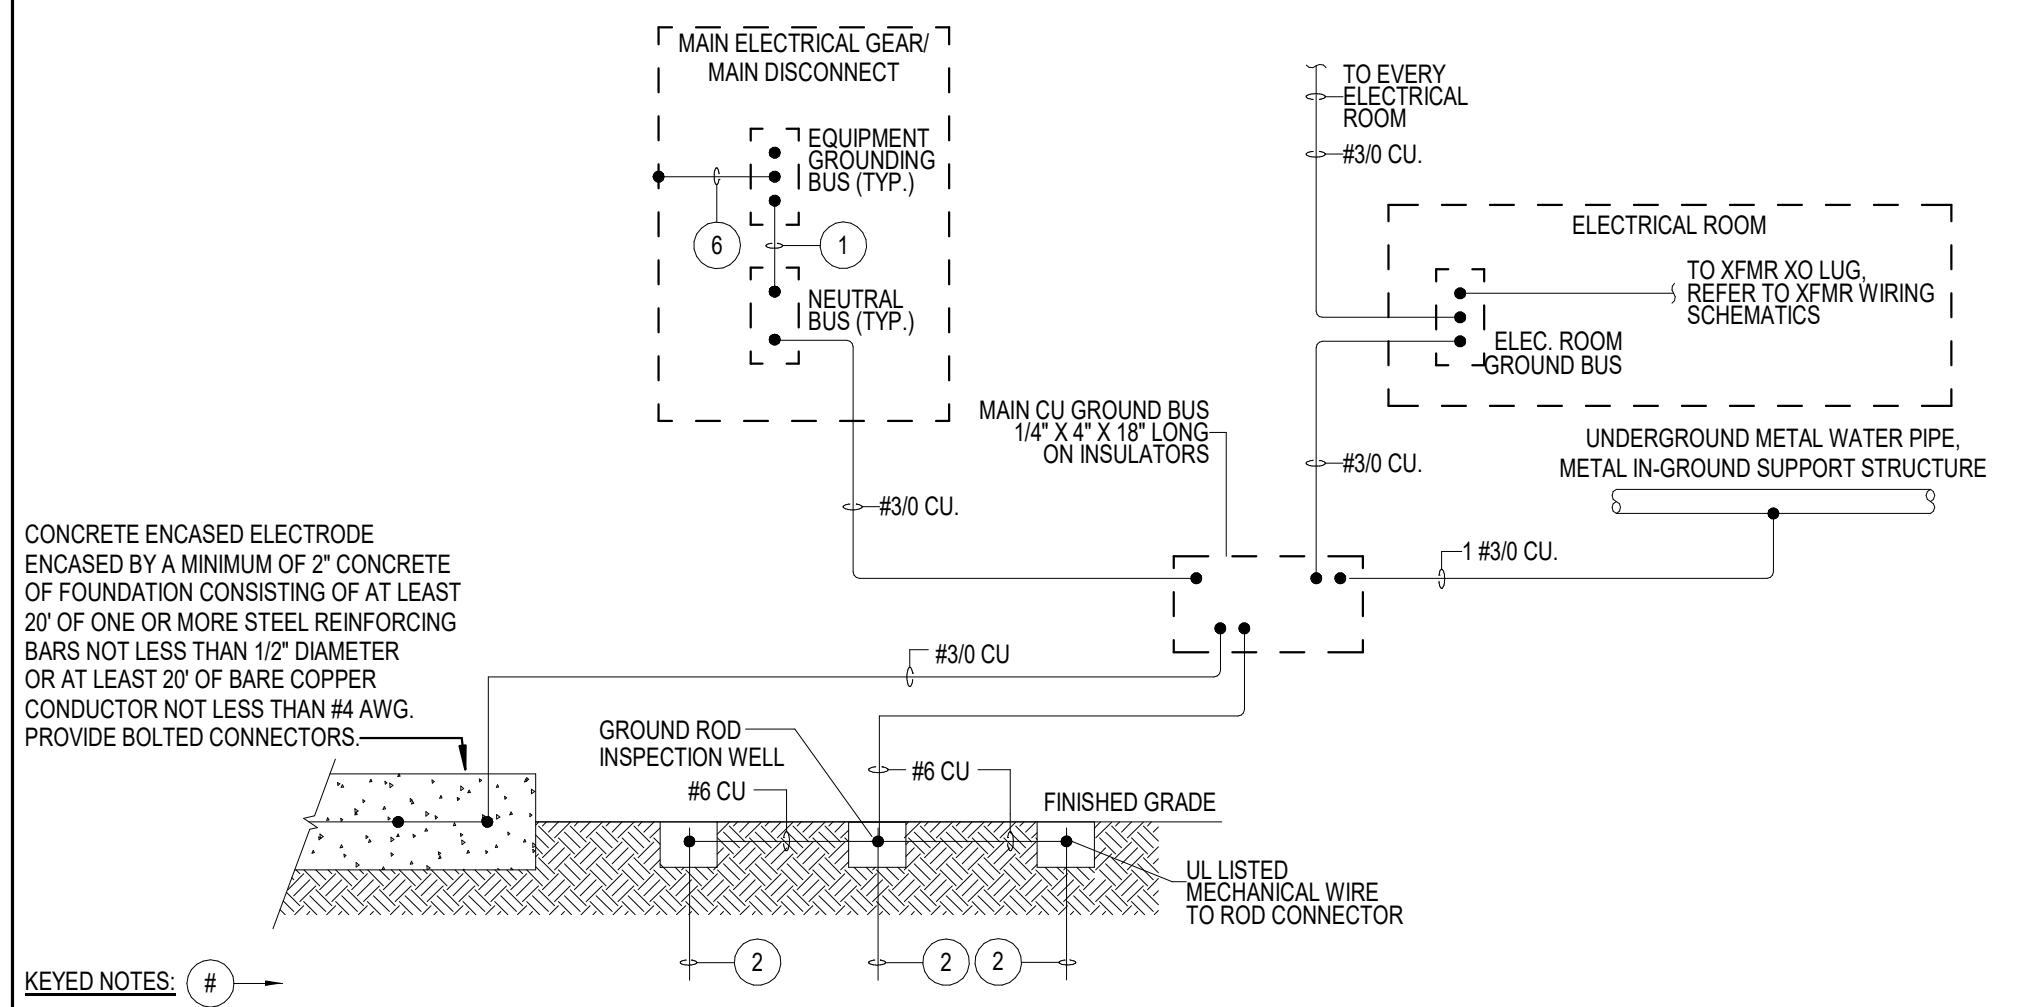 MAIN ELECTRICAL GEAR/
MAIN DISCONNECT
EQUIPMENT
GROUNDING
BUS (TYP.)
6
1
NEUTRAL
BUS (TYP.)
TO EVERY
ELECTRICAL
ROOM
#3/0 CU.
ELECTRICAL ROOM
TO XFMR XO LUG,
REFER TO XFMR WIRING
SCHEMATICS
ELEC. ROOM
GROUND BUS
MAIN CU GROUND BUS
1/4" X 4" X 18" LONG
ON INSULATORS
#3/0 CU.
UNDERGROUND METAL WATER PIPE,
METAL IN-GROUND SUPPORT STRUCTURE
#3/0 CU.
1 #3/0 CU.
CONCRETE ENCASED ELECTRODE
ENCASED BY A MINIMUM OF 2" CONCRETE
OF FOUNDATION CONSISTING OF AT LEAST
20' OF ONE OR MORE STEEL REINFORCING
BARS NOT LESS THAN 1/2" DIAMETER
OR AT LEAST 20' OF BARE COPPER
CONDUCTOR NOT LESS THAN #4 AWG.
PROVIDE BOLTED CONNECTORS.
#3/0 CU
GROUND ROD
INSPECTION WELL
#6 CU
#6 CU
FINISHED GRADE
UL LISTED
MECHANICAL WIRE
TO ROD CONNECTOR
2
2
2
KEYED NOTES: #